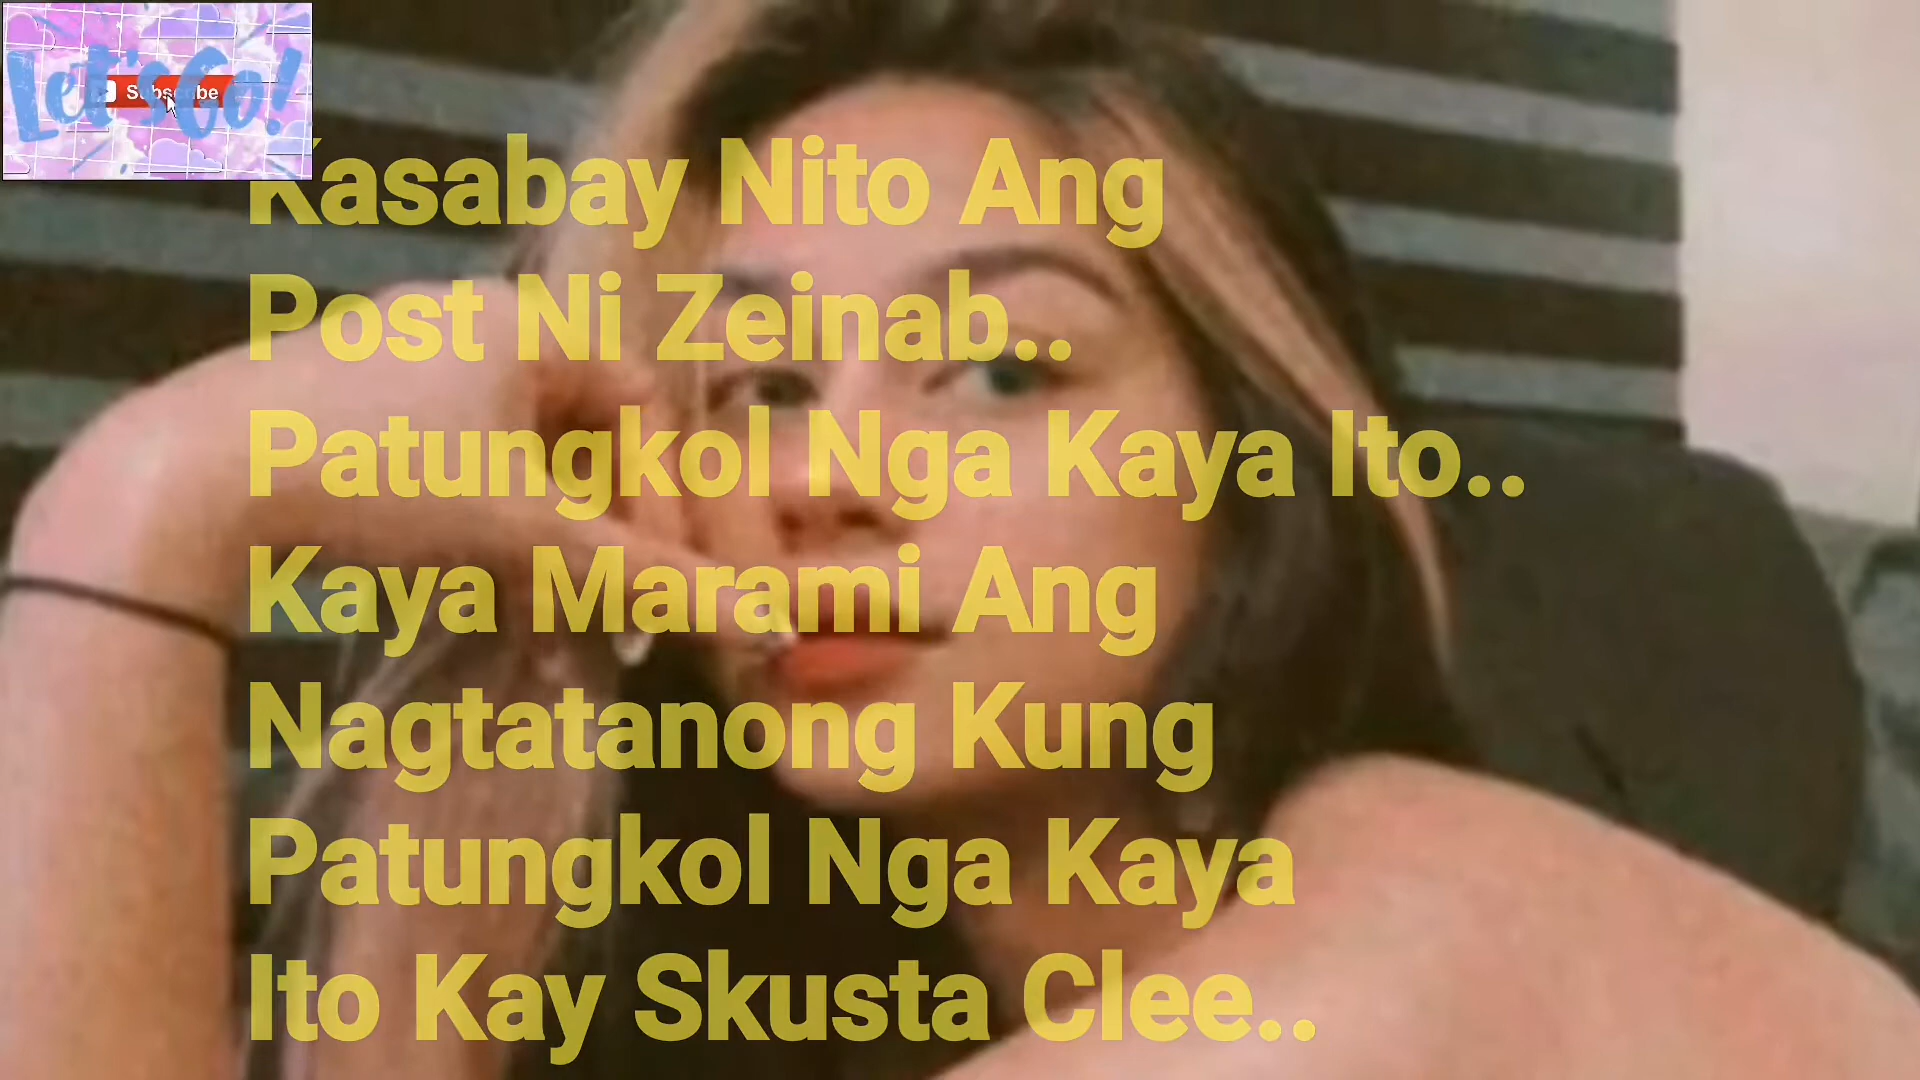 Let's Go!
Subscribe
Kasabay Nito Ang
Post Ni Zeinab..
Patungkol Nga Kaya Ito..
Kaya Marami Ang
Nagtatanong Kung
Patungkol Nga Kaya
Ito Kay Skusta Clee..